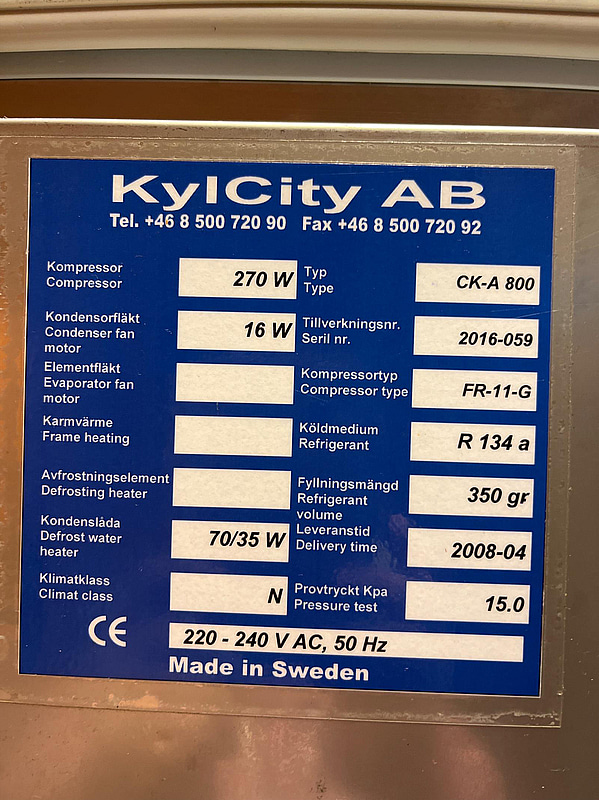 KylCity AB
Tel. +46 8 500 720 90 Fax +46 8 500 720 92
Kompressor
Compressor
270 W
Typ
Type
CK-A 800
Kondensorfläkt
Condenser fan
motor
16 W
Tillverkningsnr.
Seril nr.
2016-059
Elementfläkt
Evaporator fan
motor
Kompressortyp
Compressor type
FR-11-G
Karmvärme
Frame heating
Köldmedium
Refrigerant
R 134 a
Avfrostningselement
Defrosting heater
Fyllningsmängd
Refrigerant
volume
350 gr
Kondenslåda
Defrost water
heater
70/35 W
Leveranstid
Delivery time
2008-04
Klimatklass
Climat class
N
Provtryckt Kpa
Pressure test
15.0
CE
220 - 240 V AC, 50 Hz
Made in Sweden